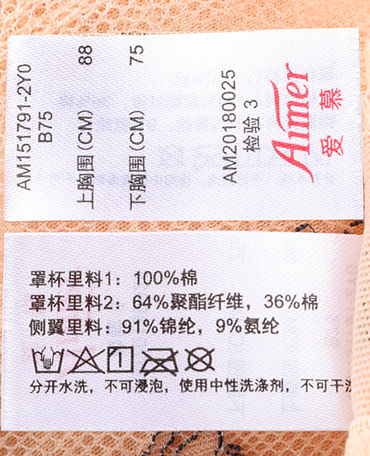 AM151791-2Y0
B75
上胸围(CM) 88
下胸围(CM) 75
AM20180025
检验 3
Aimer
爱慕
罩杯里料1：100%棉
罩杯里料2：64%聚酯纤维，36%棉
侧翼里料：91%锦纶，9%氨纶
分开水洗，不可浸泡，使用中性洗涤剂，不可干洗